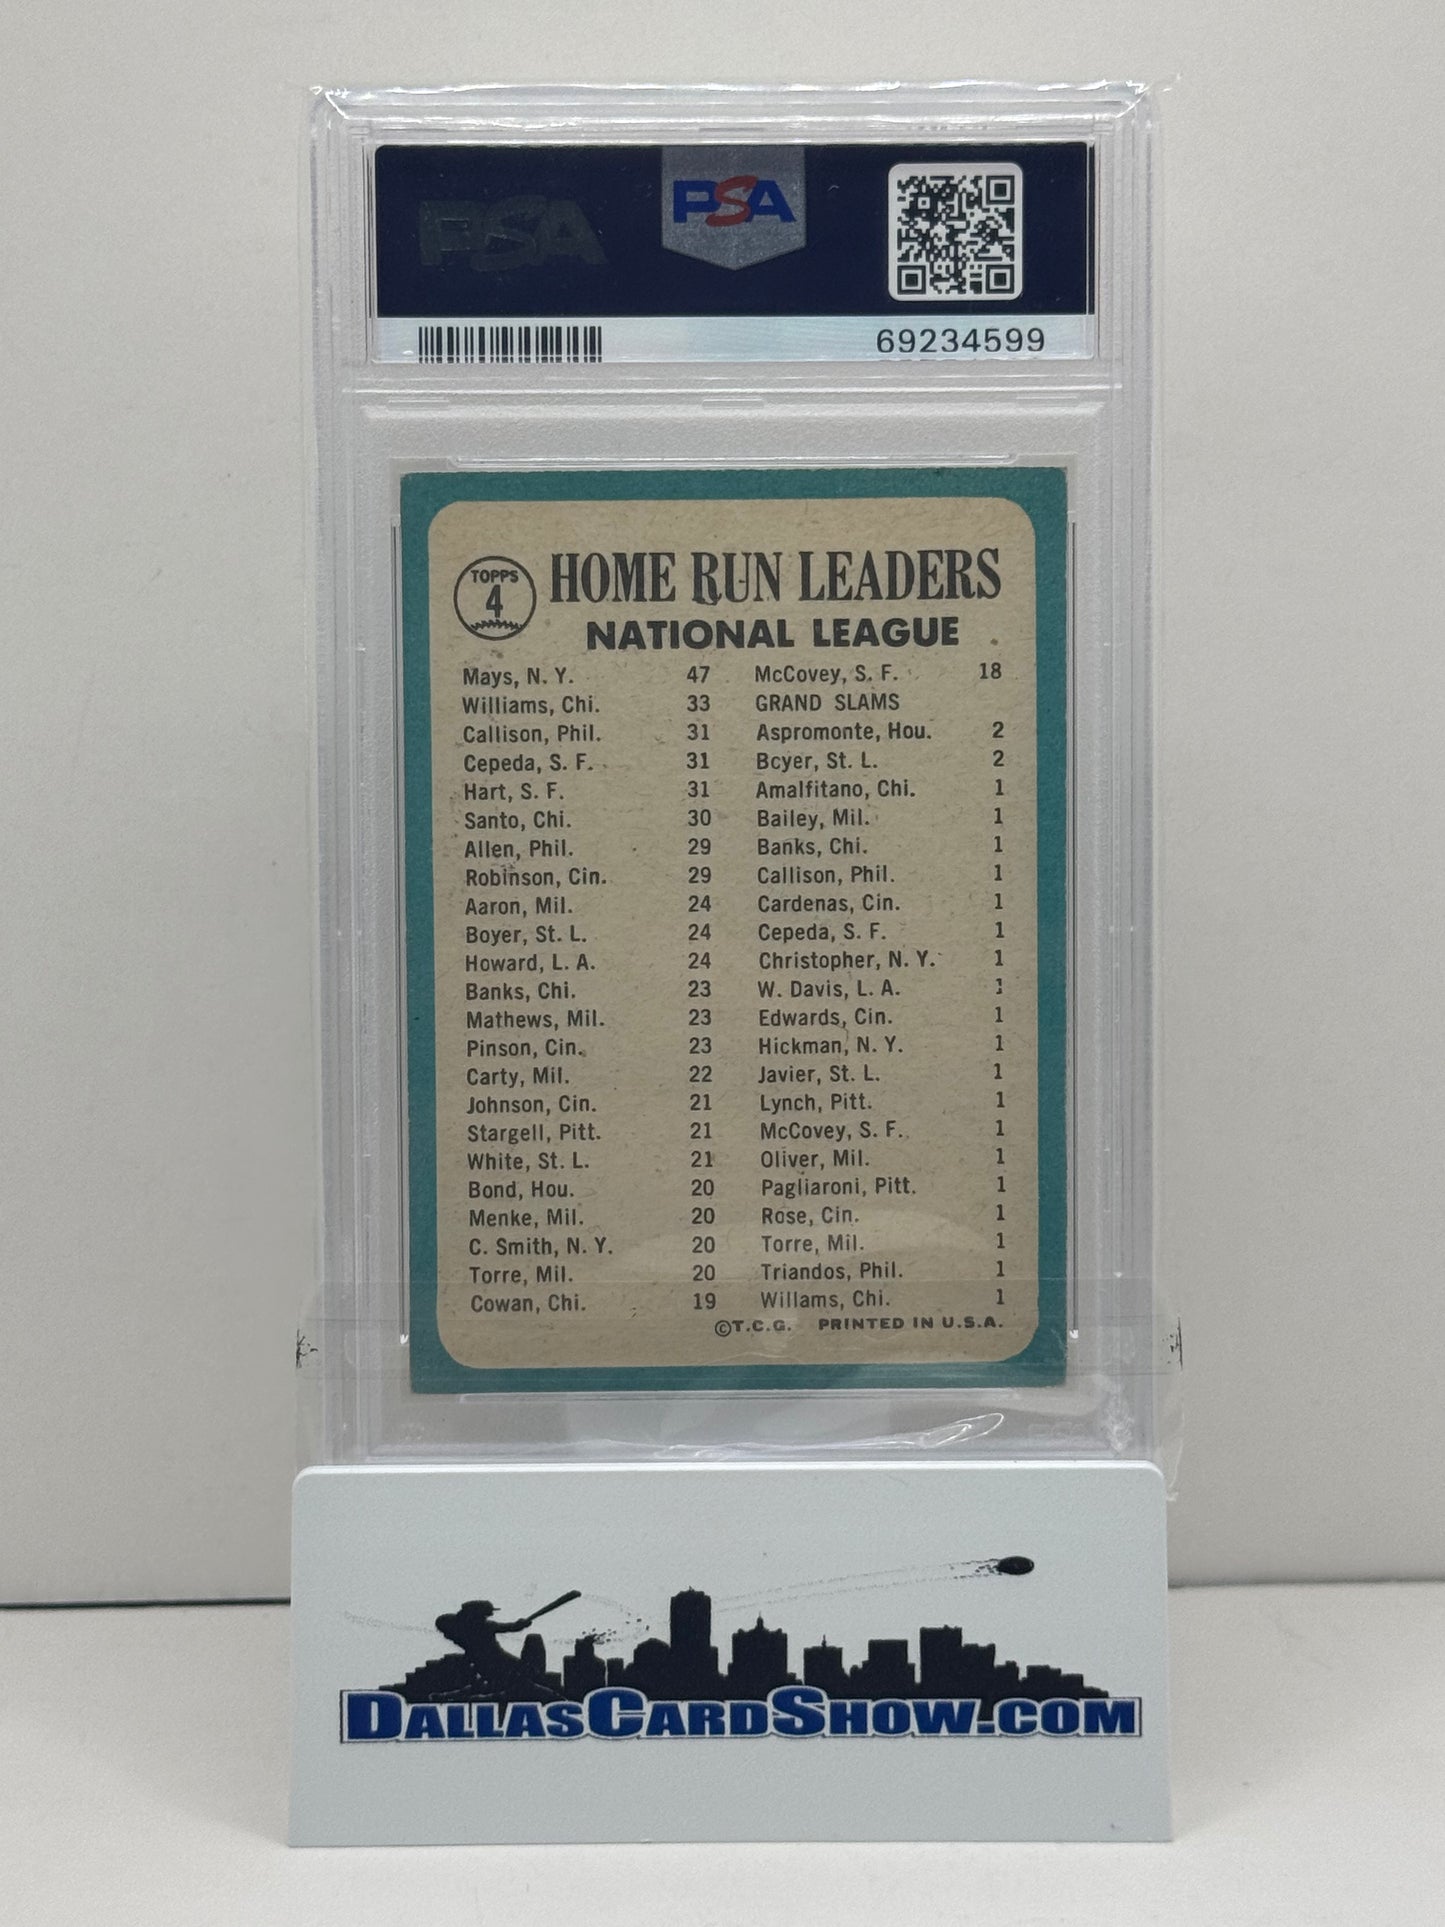 PSA
PSA
69234599
TOPPS
4
HOME RUN LEADERS
NATIONAL LEAGUE
Mays, N. Y. 47
Williams, Chi. 33
Callison, Phil. 31
Cepeda, S. F. 31
Hart, S. F. 31
Santo, Chi. 30
Allen, Phil. 29
Robinson, Cin. 29
Aaron, Mil. 24
Boyer, St. L. 24
Howard, L. A. 24
Banks, Chi. 23
Mathews, Mil. 23
Pinson, Cin. 23
Carty, Mil. 22
Johnson, Cin. 21
Stargell, Pitt. 21
White, St. L. 21
Bond, Hou. 20
Menke, Mil. 20
C. Smith, N. Y. 20
Torre, Mil. 20
Cowan, Chi. 19
McCovey, S. F. 18
GRAND SLAMS
Aspromonte, Hou. 2
Bcyer, St. L. 2
Amalfitano, Chi. 1
Bailey, Mil. 1
Banks, Chi. 1
Callison, Phil. 1
Cardenas, Cin. 1
Cepeda, S. F. 1
Christopher, N. Y. 1
W. Davis, L. A. 1
Edwards, Cin. 1
Hickman, N. Y. 1
Javier, St. L. 1
Lynch, Pitt. 1
McCovey, S. F. 1
Oliver, Mil. 1
Pagliaroni, Pitt. 1
Rose, Cin. 1
Torre, Mil. 1
Triandos, Phil. 1
Willams, Chi. 1
©T.C.G. PRINTED IN U.S.A.
DALLASCARDSHOW.COM